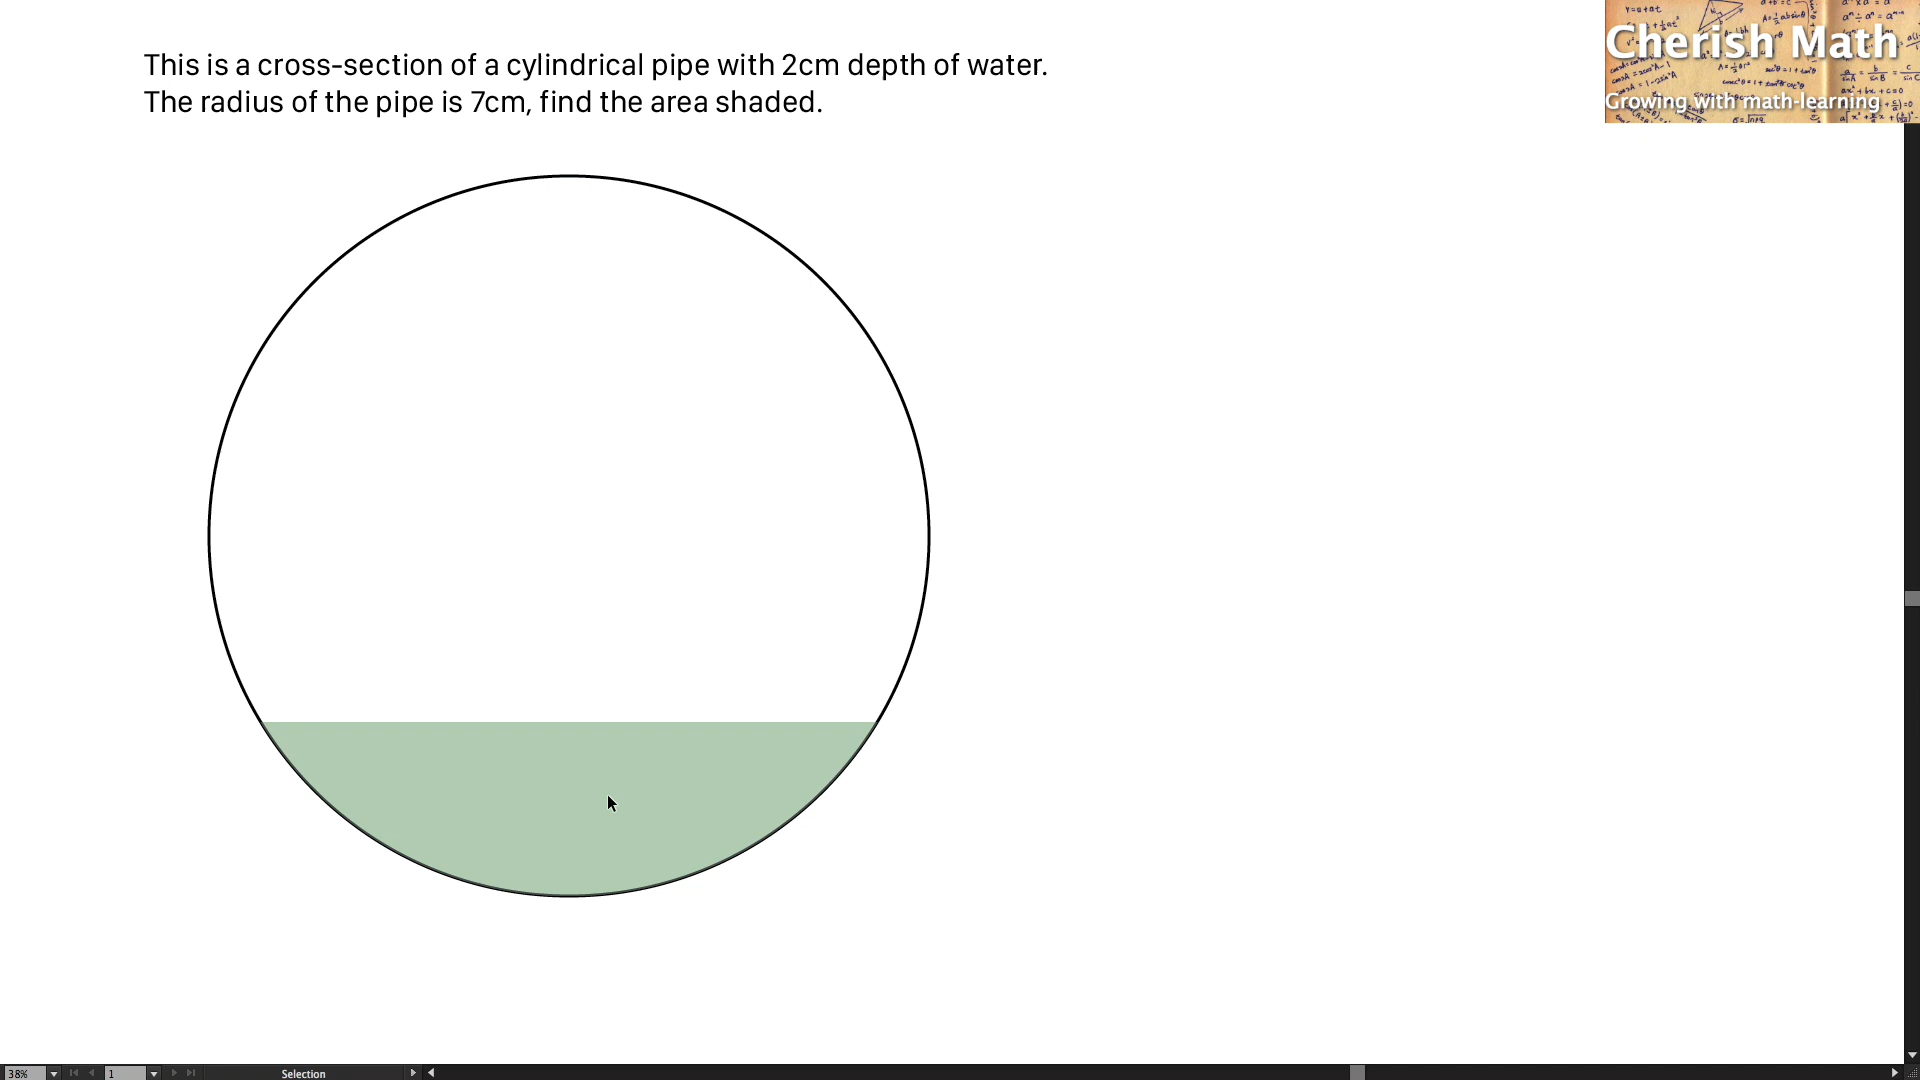 This is a cross-section of a cylindrical pipe with 2cm depth of water.
The radius of the pipe is 7cm, find the area shaded.
Cherish Math
Growing with math-learning
38%
1
Selection